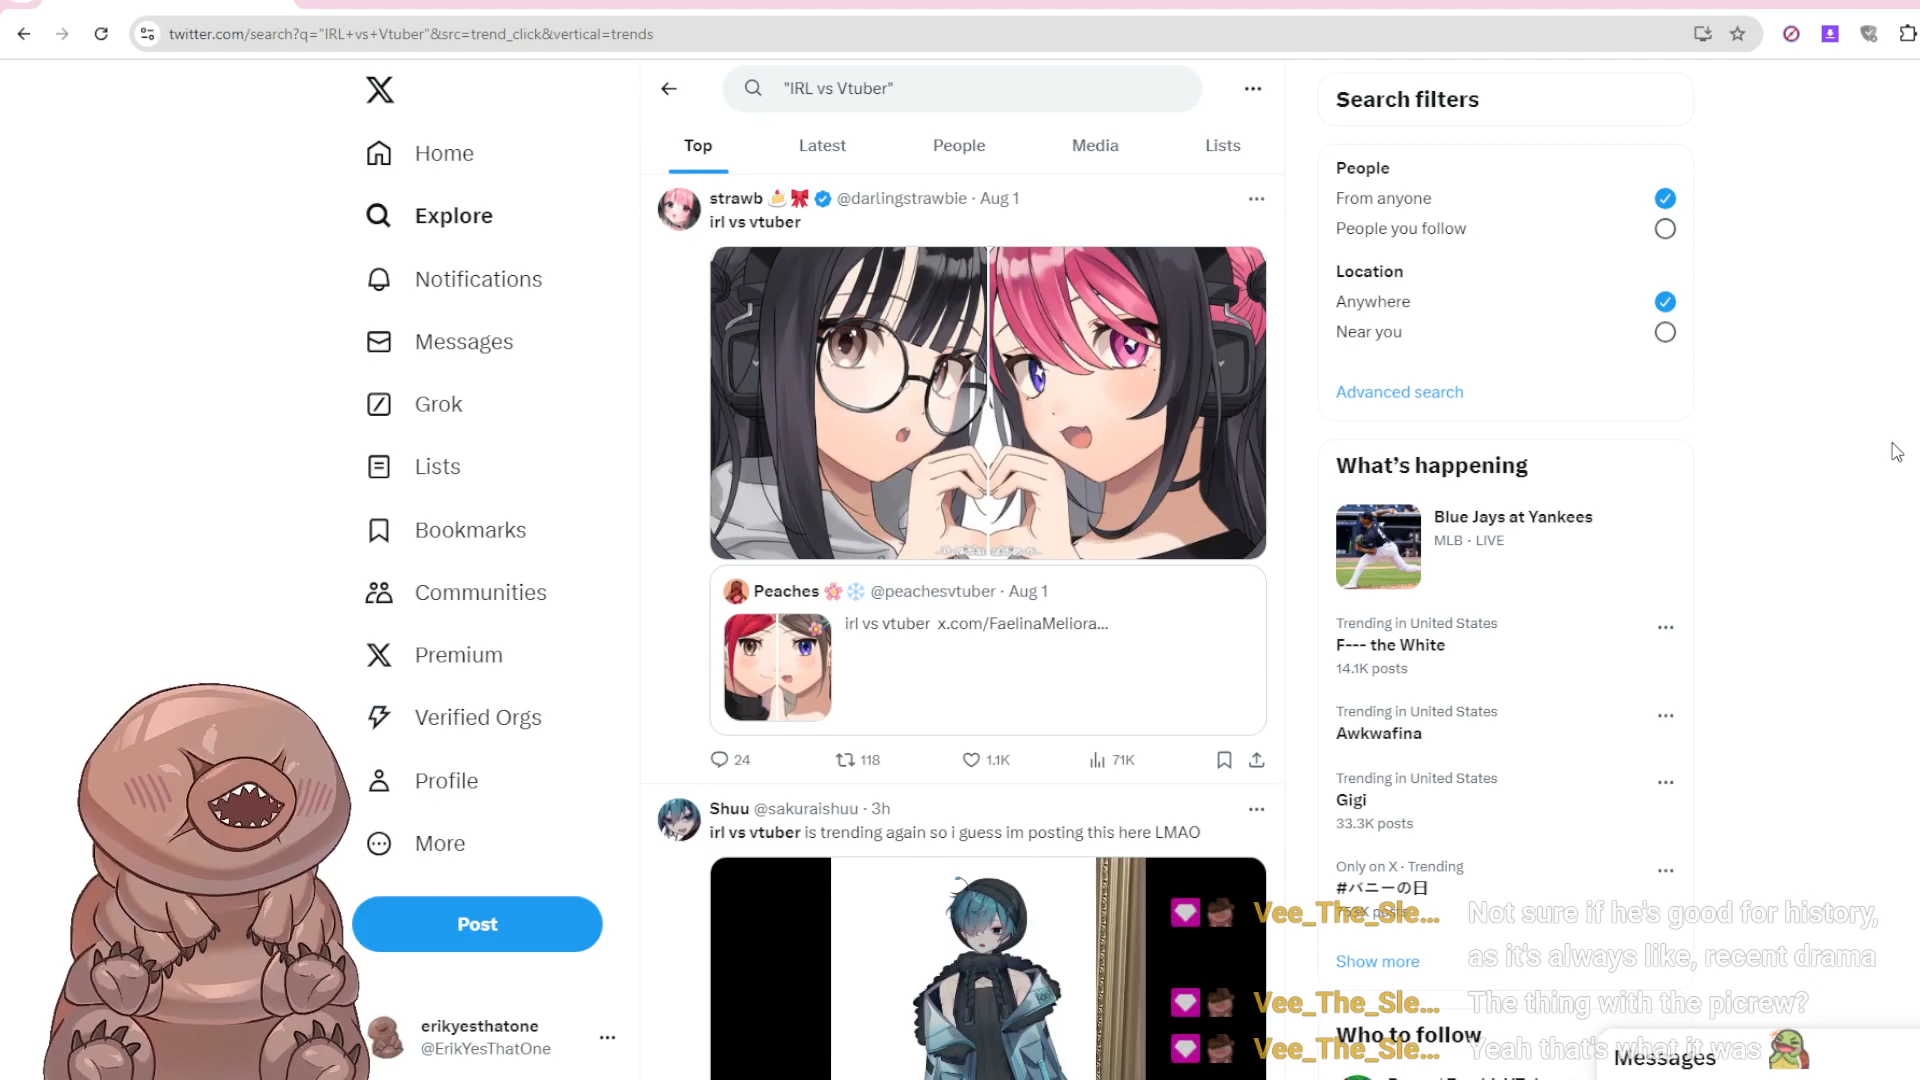 twitter.com/search?q="IRL+vs+Vtuber"&src=trend_click&vertical=trends
"IRL vs Vtuber"
Top
Latest
People
Media
Lists
Home
Explore
Notifications
Messages
Grok
Lists
Bookmarks
Communities
Premium
Verified Orgs
Profile
More
Post
erikyesthatone
@ErikYesThatOne
strawb @darlingstrawbie · Aug 1
irl vs vtuber
Peaches @peachesvtuber · Aug 1
irl vs vtuber x.com/FaelinaMeliora...
24
118
1.1K
71K
Shuu @sakuraishuu · 3h
irl vs vtuber is trending again so i guess im posting this here LMAO
Search filters
People
From anyone
People you follow
Location
Anywhere
Near you
Advanced search
What's happening
Blue Jays at Yankees
MLB · LIVE
Trending in United States
F--- the White
14.1K posts
Trending in United States
Awkwafina
Trending in United States
Gigi
33.3K posts
Only on X · Trending
#バニーの日
posts
Show more
Who to follow
Messages
Vee_The_Sle... Not sure if he's good for history,
as it's always like, recent drama
Vee_The_Sle... The thing with the picrew?
Vee_The_Sle... Yeah that's what it was